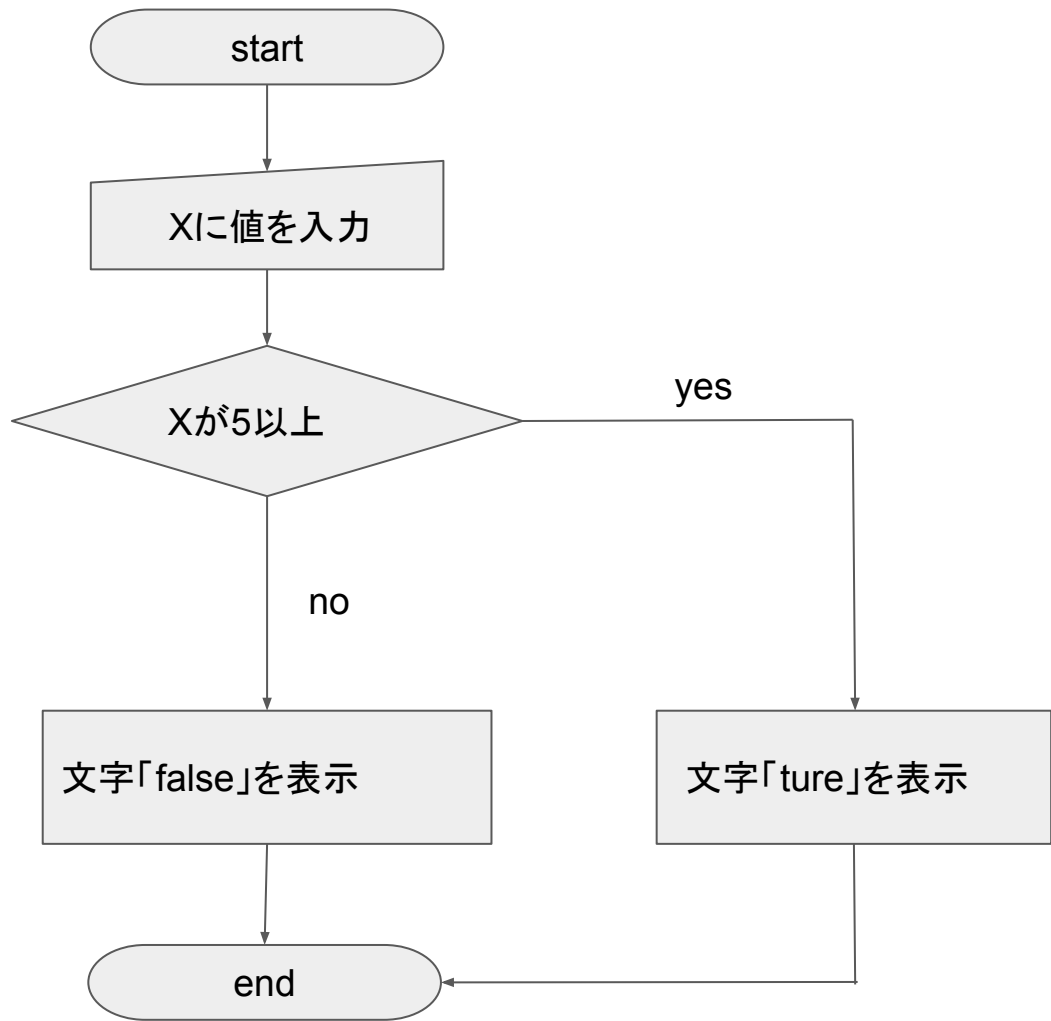 start
Xに値を入力
Xが5以上
yes
no
文字「false」を表示
文字「ture」を表示
end